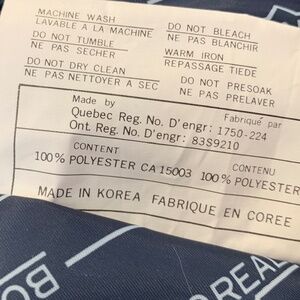 MACHINE WASH
LAVABLE A LA MACHINE
DO NOT TUMBLE
NE PAS SECHER
DO NOT DRY CLEAN
NE PAS NETTOYER A SEC
DO NOT BLEACH
NE PAS BLANCHIR
WARM IRON
REPASSAGE TIEDE
DO NOT PRESOAK
NE PAS PRELAVER
Made by
Fabriqué par
Quebec Reg. No. D'engr: 1750-224
Ont. Reg. No. D'engr: 83S9210
CONTENT
CONTENU
100% POLYESTER CA 15003 100% POLYESTER
MADE IN KOREA FABRIQUE EN COREE
BO
OREAL